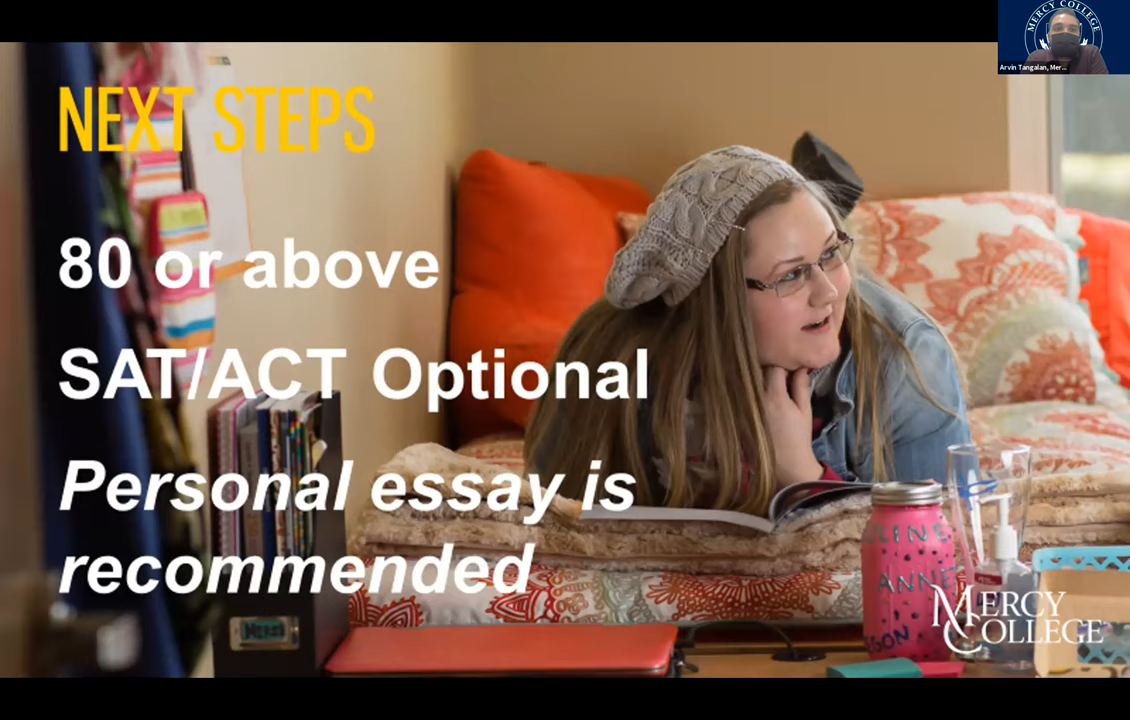 MERCY COLLEGE
Arvin Tangalan, Mer...
NEXT STEPS
80 or above
SAT/ACT Optional
Personal essay is
recommended
ANNE
MERCY
COLLEGE